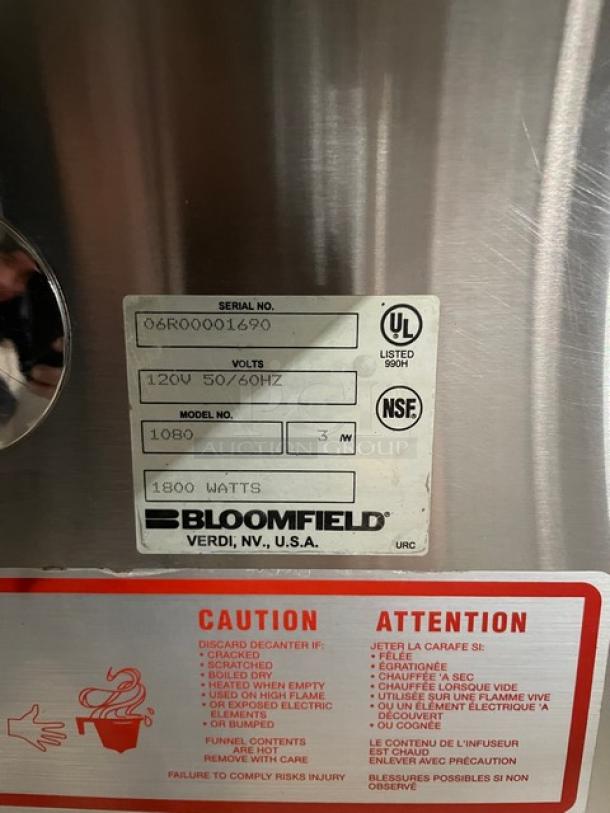 SERIAL NO.
06R00001690
UL
LISTED
990H
VOLTS
120V 50/60HZ
NSF
MODEL NO.
1080 3 /W
AUCTION GROUP
1800 WATTS
BLOOMFIELD®
VERDI, NV., U.S.A.
URC
CAUTION
DISCARD DECANTER IF:
• CRACKED
• SCRATCHED
• BOILED DRY
• HEATED WHEN EMPTY
• USED ON HIGH FLAME
• OR EXPOSED ELECTRIC
ELEMENTS
• OR BUMPED
FUNNEL CONTENTS
ARE HOT
REMOVE WITH CARE
FAILURE TO COMPLY RISKS INJURY
ATTENTION
JETER LA CARAFE SI:
• FÊLÉE
• ÉGRATIGNÉE
• CHAUFFÉE 'A SEC
• CHAUFFÉE LORSQUE VIDE
• UTILISÉE SUR UNE FLAMME VIVE
• OU UN ÉLÉMENT ÉLECTRIQUE 'A
DÉCOUVERT
• OU COGNÉE
LE CONTENU DE L'INFUSEUR
EST CHAUD
ENLEVER AVEC PRÉCAUTION
BLESSURES POSSIBLES SI NON
OBSERVÉ